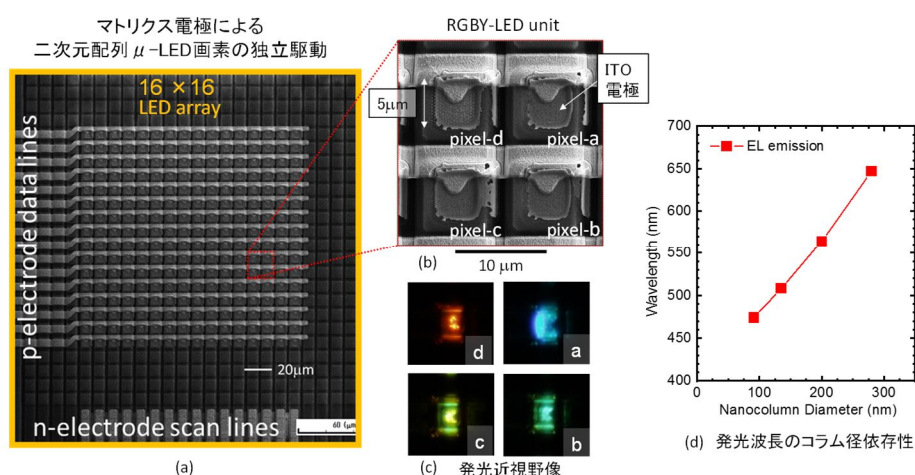 マトリクス電極による
二次元配列μ-LED画素の独立駆動
16 ×16
LED array
p-electrode data lines
20μm
n-electrode scan lines
60 (μm)
(a)
RGBY-LED unit
ITO
電極
5μm
pixel-d
pixel-a
pixel-c
pixel-b
(b)
10 μm
d
a
c
b
(c) 発光近視野像
700
650
600
550
500
450
400
Wavelength (nm)
EL emission
0
100
200
300
Nanocolumn Diameter (nm)
(d) 発光波長のコラム径依存性